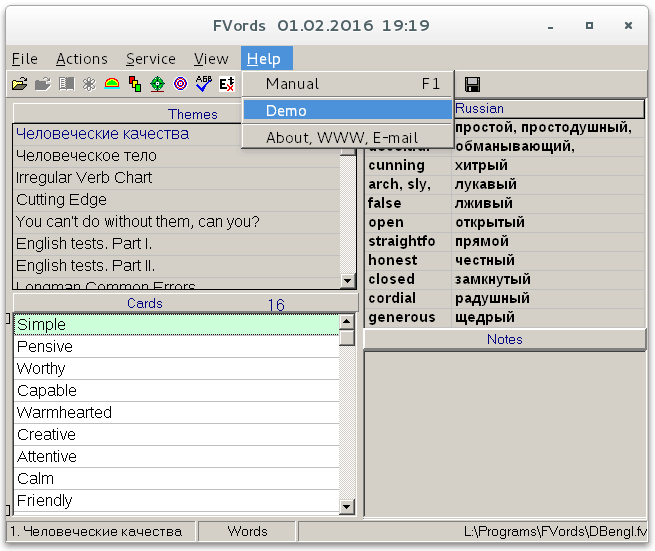 FVords 01.02.2016 19:19
File Actions Service View Help
Manual F1
Demo
About, WWW, E-mail
Themes
Человеческие качества
Человеческое тело
Irregular Verb Chart
Cutting Edge
You can't do without them, can you?
English tests. Part I.
English tests. Part II.
Longman Common Errors
Cards 16
Simple
Pensive
Worthy
Capable
Warmhearted
Creative
Attentive
Calm
Friendly
Russian
простой, простодушный,
обманывающий,
cunning хитрый
arch, sly, лукавый
false лживый
open открытый
straightfo прямой
honest честный
closed замкнутый
cordial радушный
generous щедрый
Notes
1. Человеческие качества Words L:\Programs\FVords\DBengl.fv